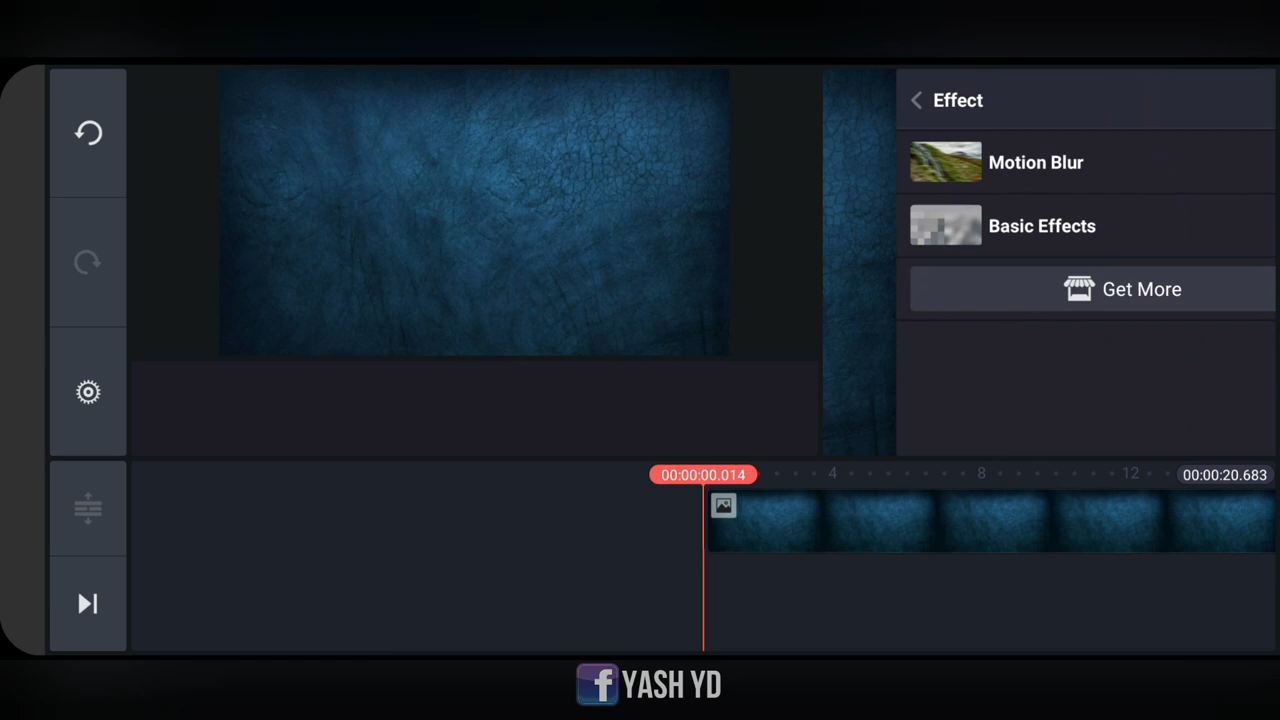 Effect
Motion Blur
Basic Effects
Get More
00:00:00.014
4
8
12
00:00:20.683
f YASH YD